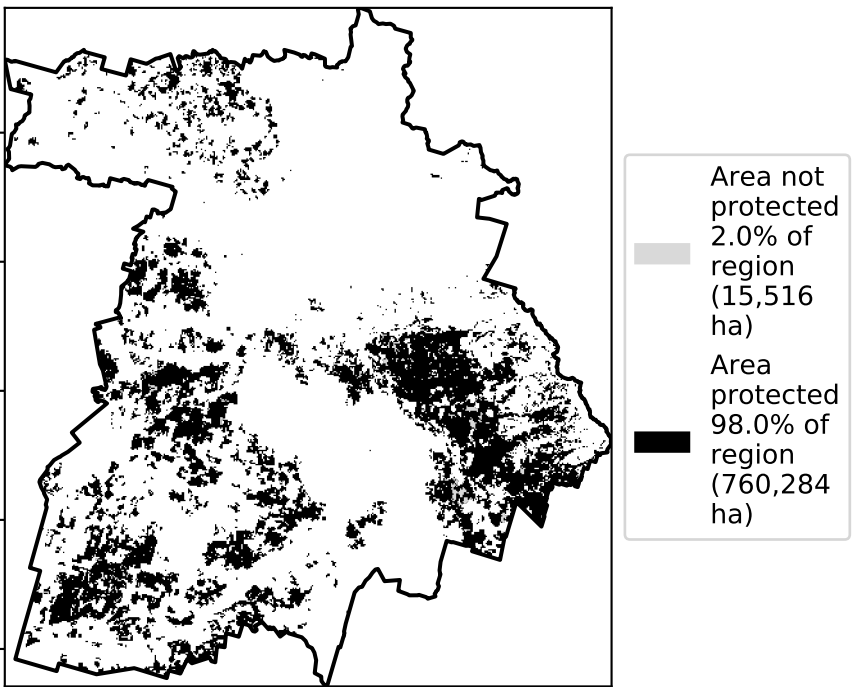 Area not
protected
2.0% of
region
(15,516
ha)
Area
protected
98.0% of
region
(760,284
ha)